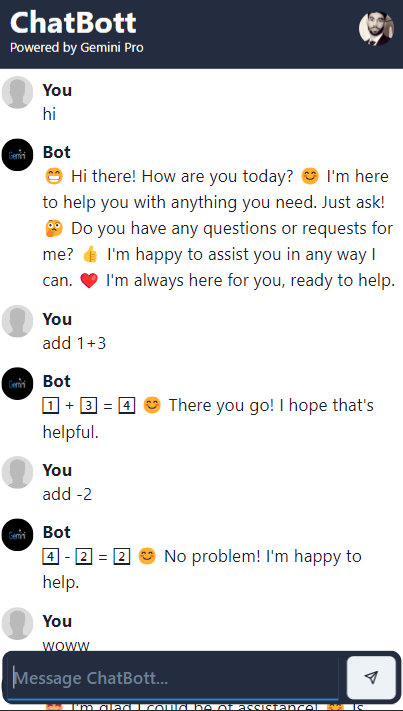 ChatBott
Powered by Gemini Pro
You
hi
Bot
Gemini
😁 Hi there! How are you today? 😊 I'm here
to help you with anything you need. Just ask!
🤔 Do you have any questions or requests for
me? 👍 I'm happy to assist you in any way I
can. ❤️ I'm always here for you, ready to help.
You
add 1+3
Bot
Gemini
1️⃣ + 3️⃣ = 4️⃣ 😊 There you go! I hope that's
helpful.
You
add -2
Bot
Gemini
4️⃣ - 2️⃣ = 2️⃣ 😊 No problem! I'm happy to
help.
You
woww
Message ChatBott...
I'm glad I could be of assistance! 😊 Is